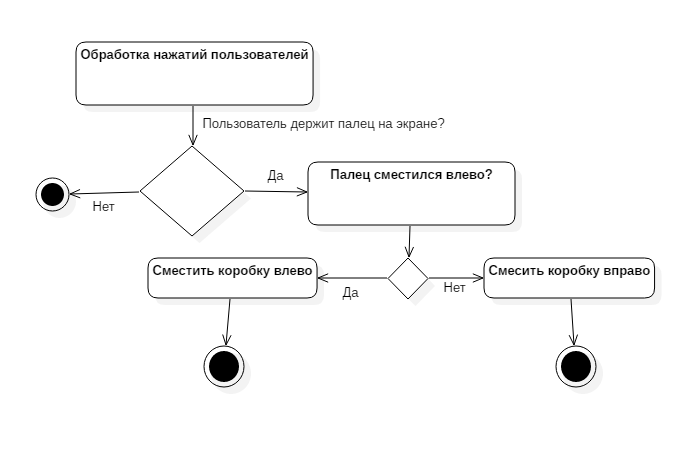 Обработка нажатий пользователей
Пользователь держит палец на экране?
Да
Палец сместился влево?
Нет
Сместить коробку влево
Смесить коробку вправо
Да
Нет